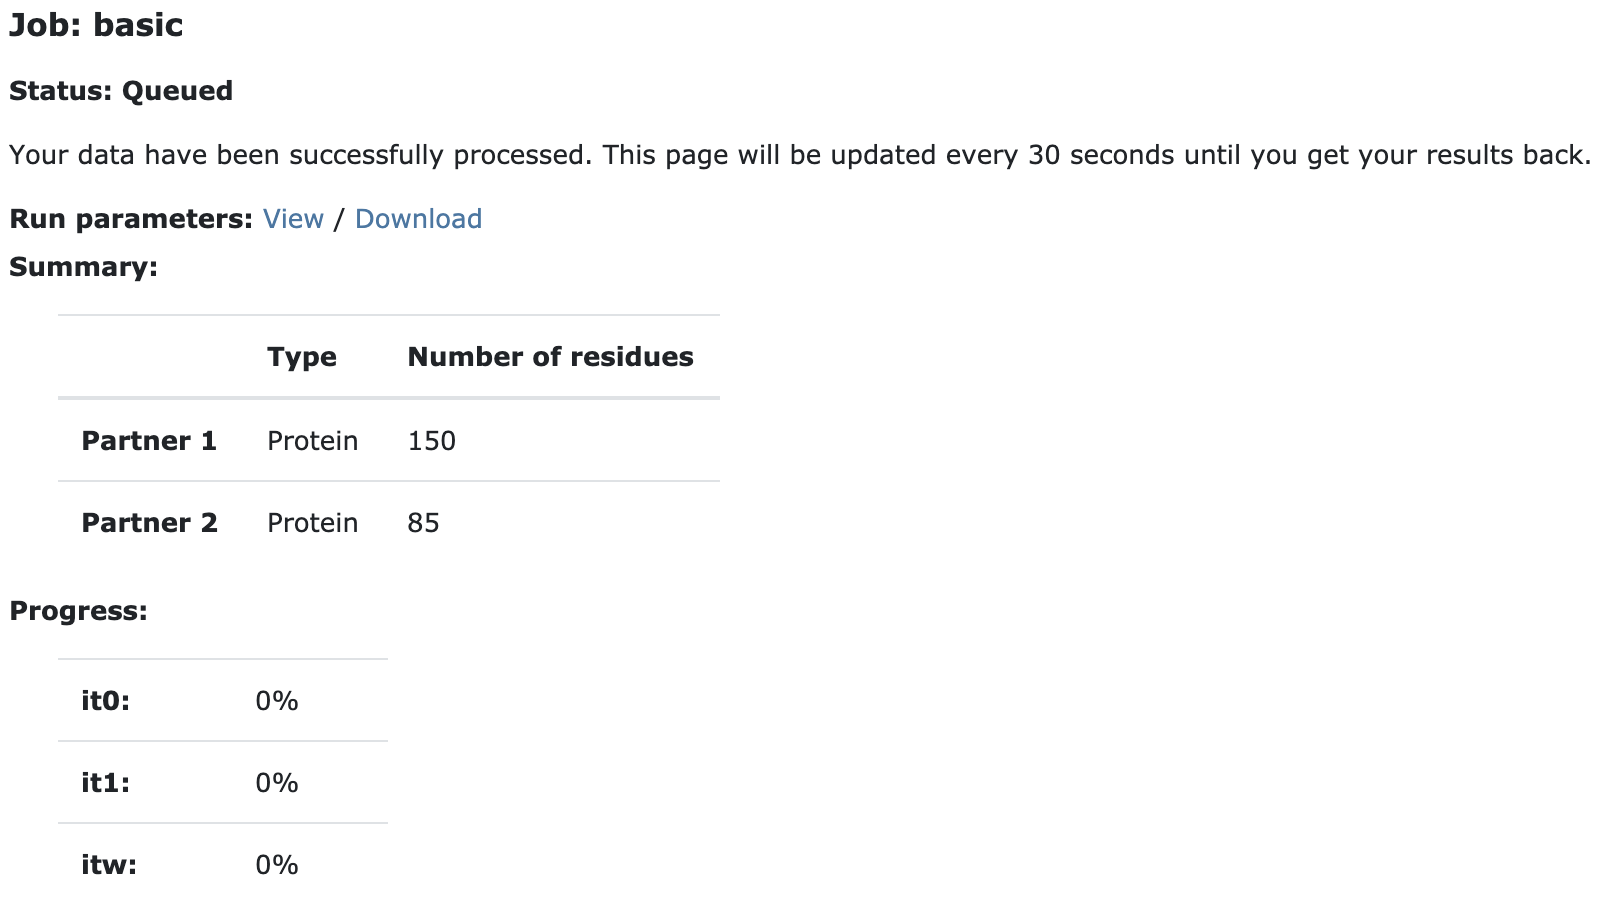 Job: basic
Status: Queued
Your data have been successfully processed. This page will be updated every 30 seconds until you get your results back.
Run parameters: View / Download
Summary:
Type Number of residues
Partner 1 Protein 150
Partner 2 Protein 85
Progress:
it0: 0%
it1: 0%
itw: 0%